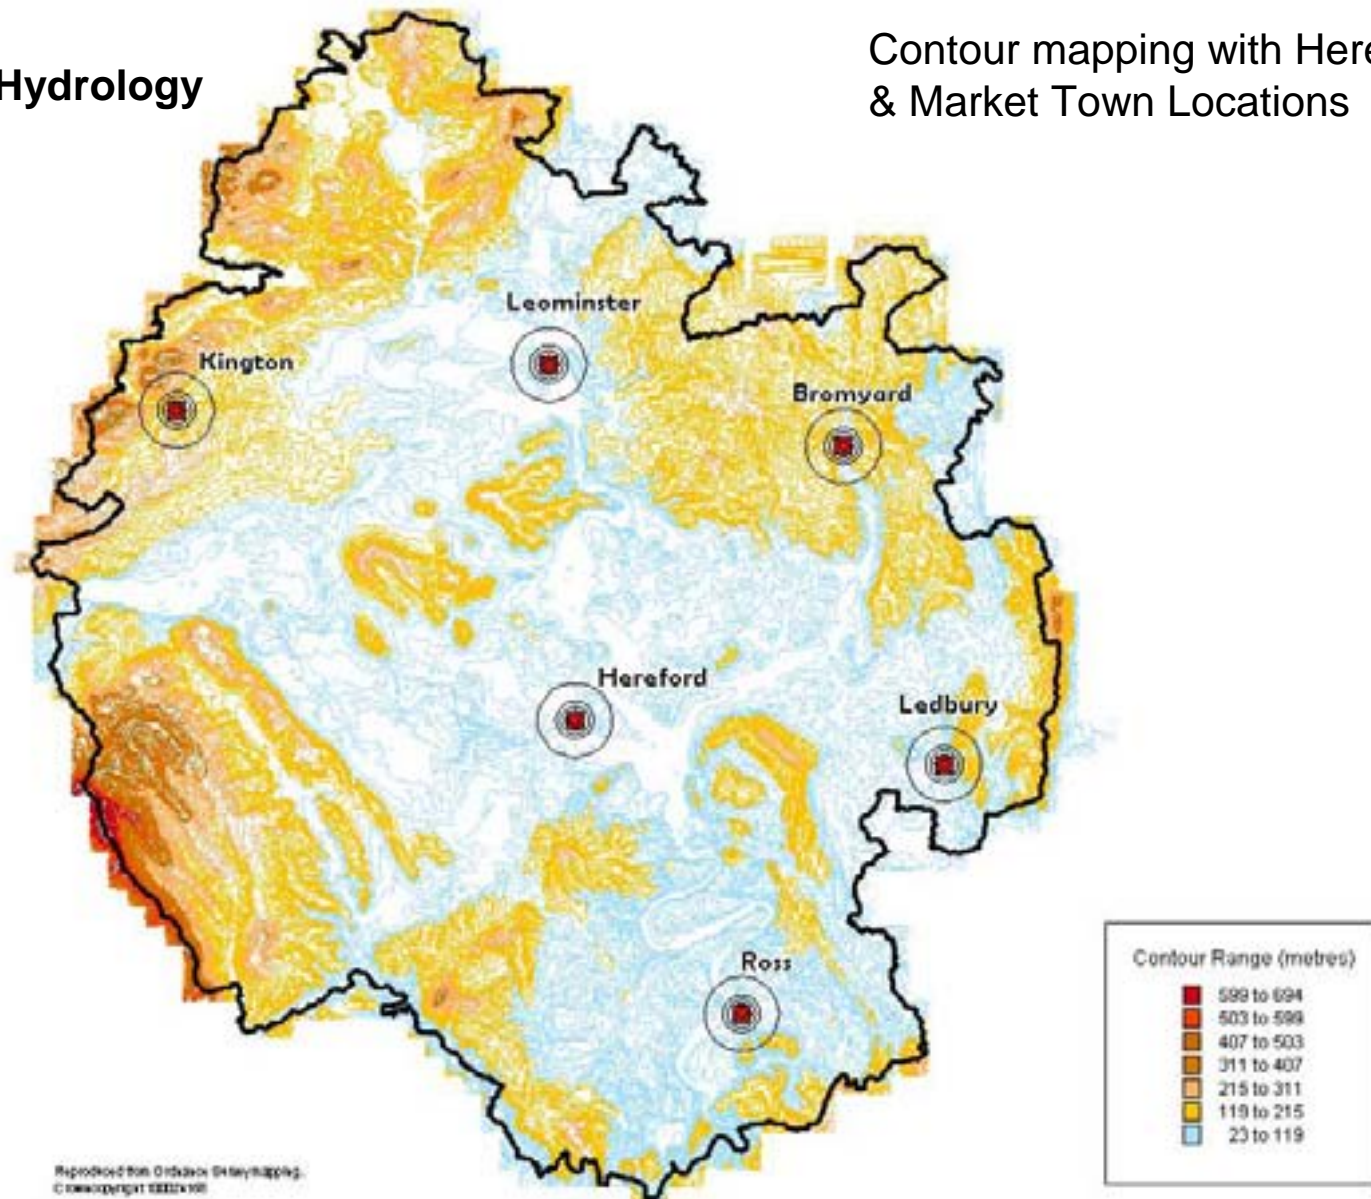 Hydrology
Contour mapping with Here
& Market Town Locations
Leominster
Kington
Bromyard
Hereford
Ledbury
Ross
Contour Range (metres)
599 to 694
503 to 599
407 to 503
311 to 407
215 to 311
119 to 215
23 to 119
Reproduced from Ordnance Survey mapping.
Crown copyright